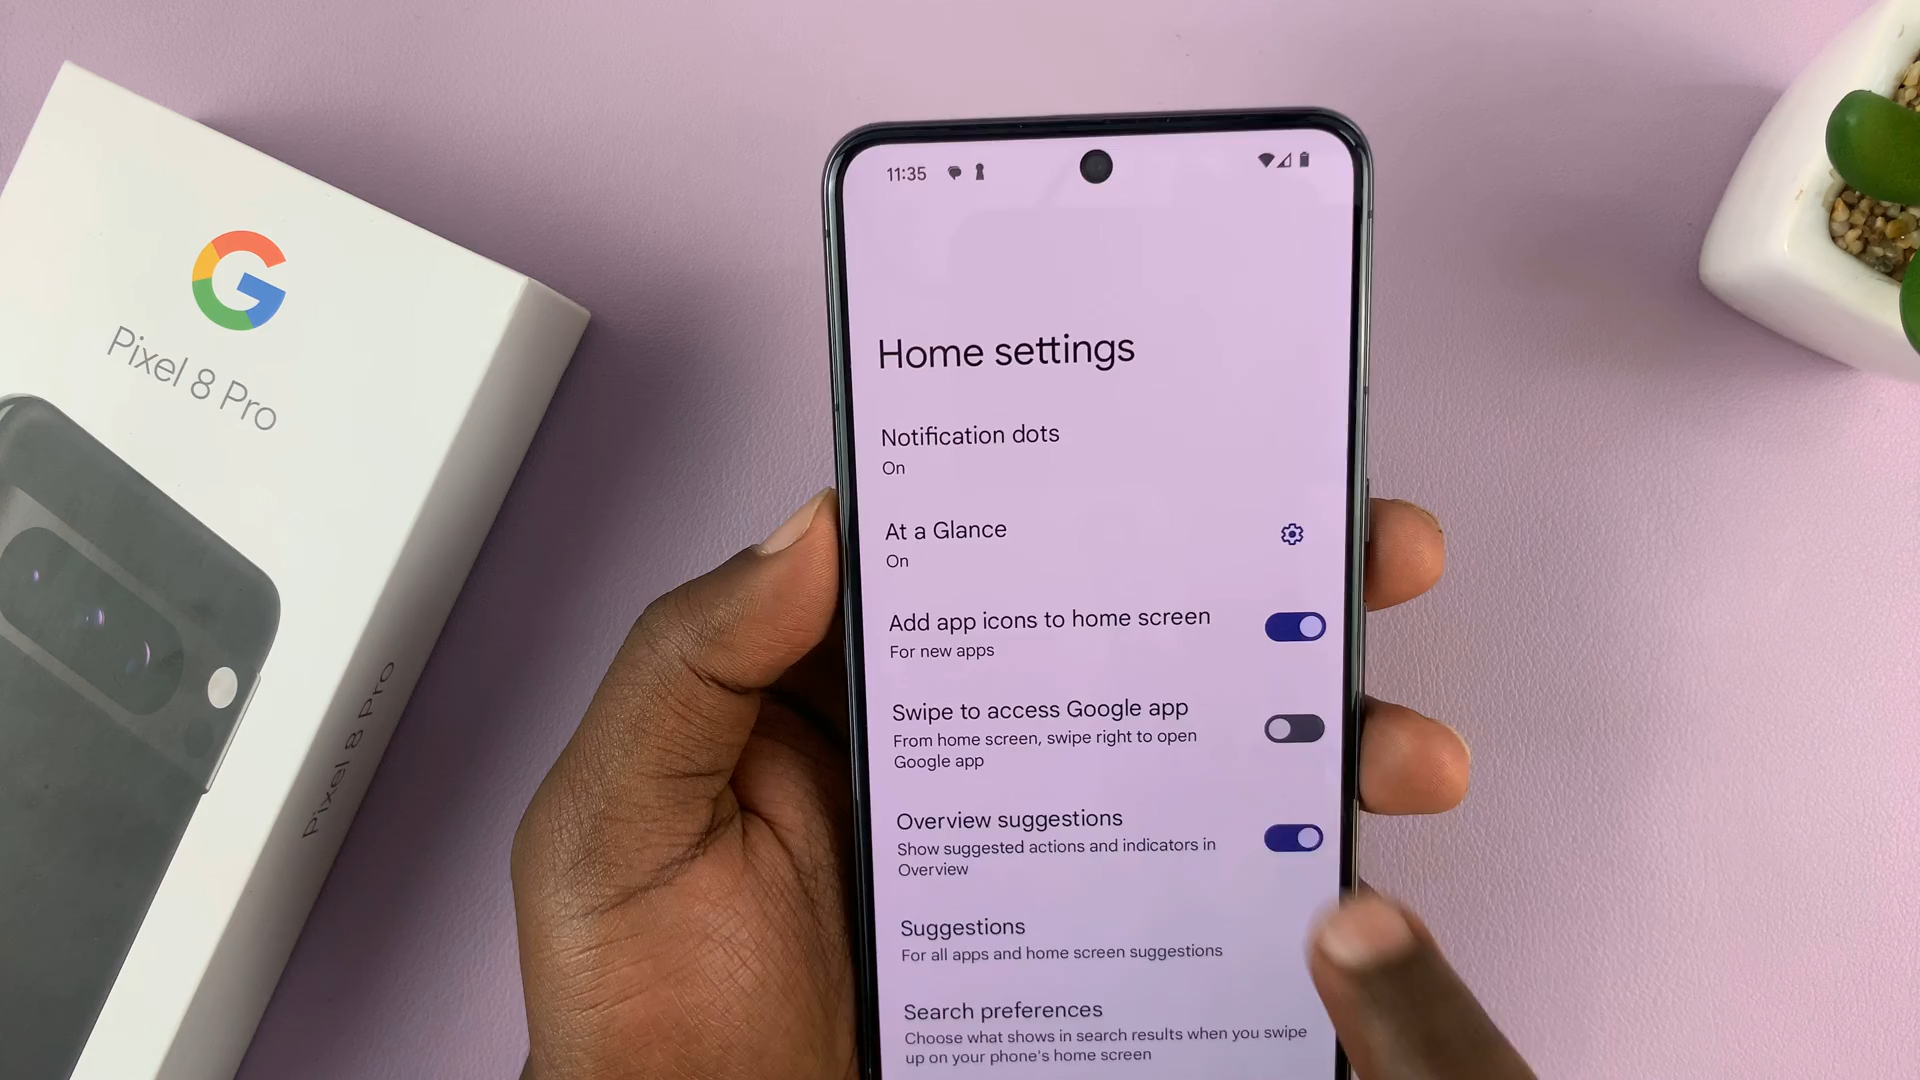 G
Pixel 8 Pro
Pixel 8 Pro
11:35
Home settings
Notification dots
On
At a Glance
On
Add app icons to home screen
For new apps
Swipe to access Google app
From home screen, swipe right to open
Google app
Overview suggestions
Show suggested actions and indicators in
Overview
Suggestions
For all apps and home screen suggestions
Search preferences
Choose what shows in search results when you swipe
up on your phone's home screen